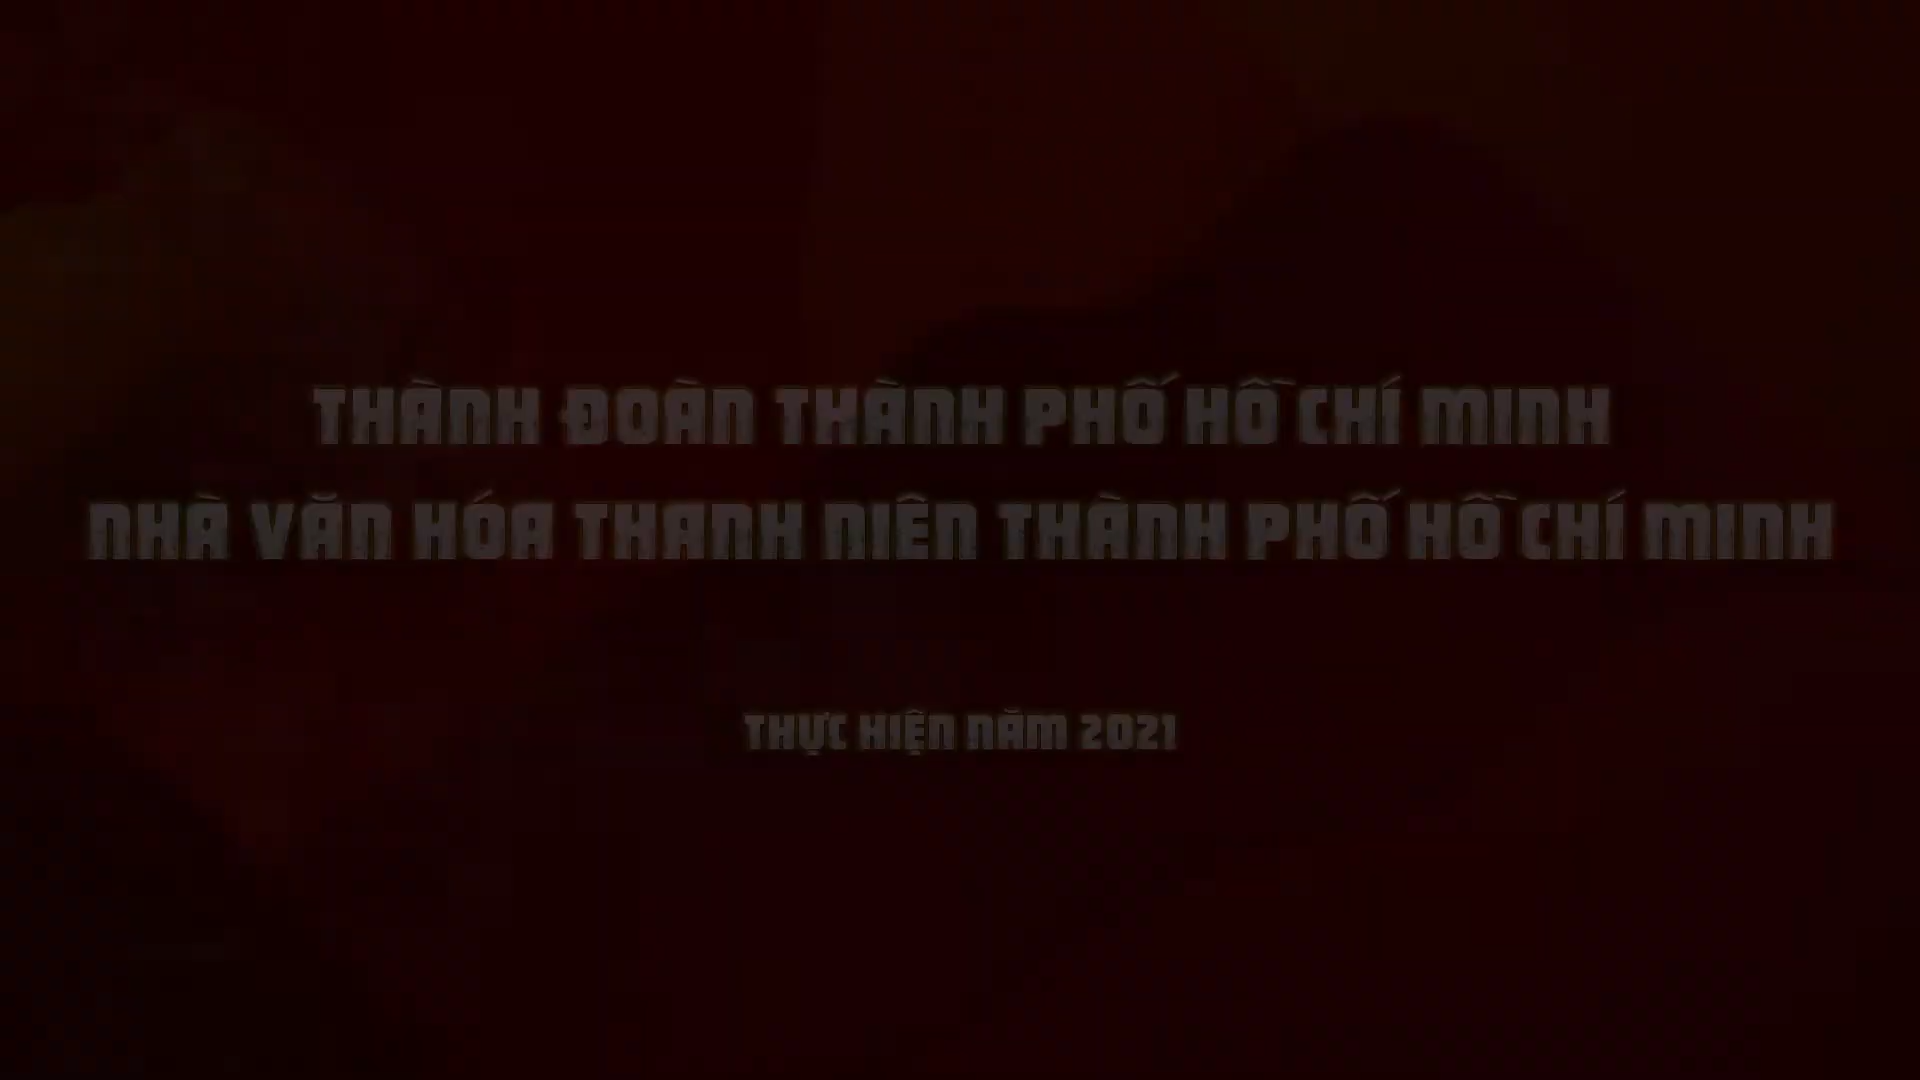 THÀNH ĐOÀN THÀNH PHỐ HỒ CHÍ MINH
NHÀ VĂN HÓA THANH NIÊN THÀNH PHỐ HỒ CHÍ MINH
THỰC HIỆN NĂM 2021